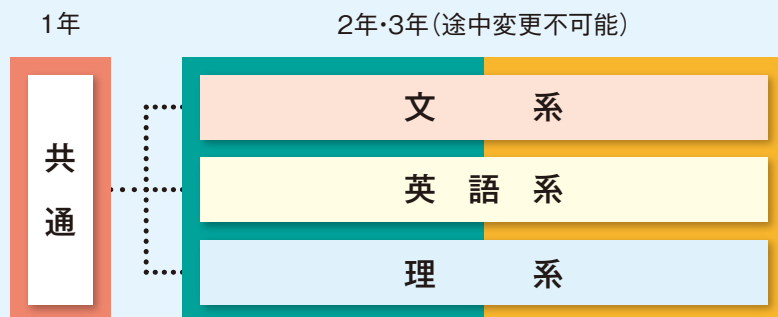 1年
2年・3年（途中変更不可能）
共通
文系
英語系
理系